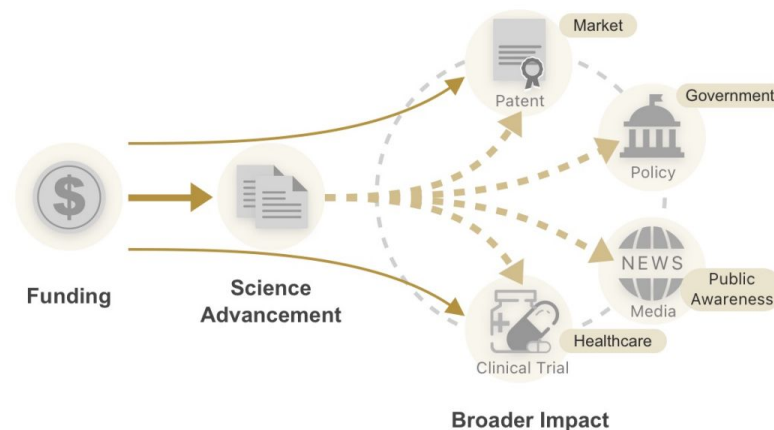 Market
Patent
Government
Policy
$
NEWS
Media
Public
Awareness
Funding
Science
Advancement
Healthcare
Clinical Trial
Broader Impact